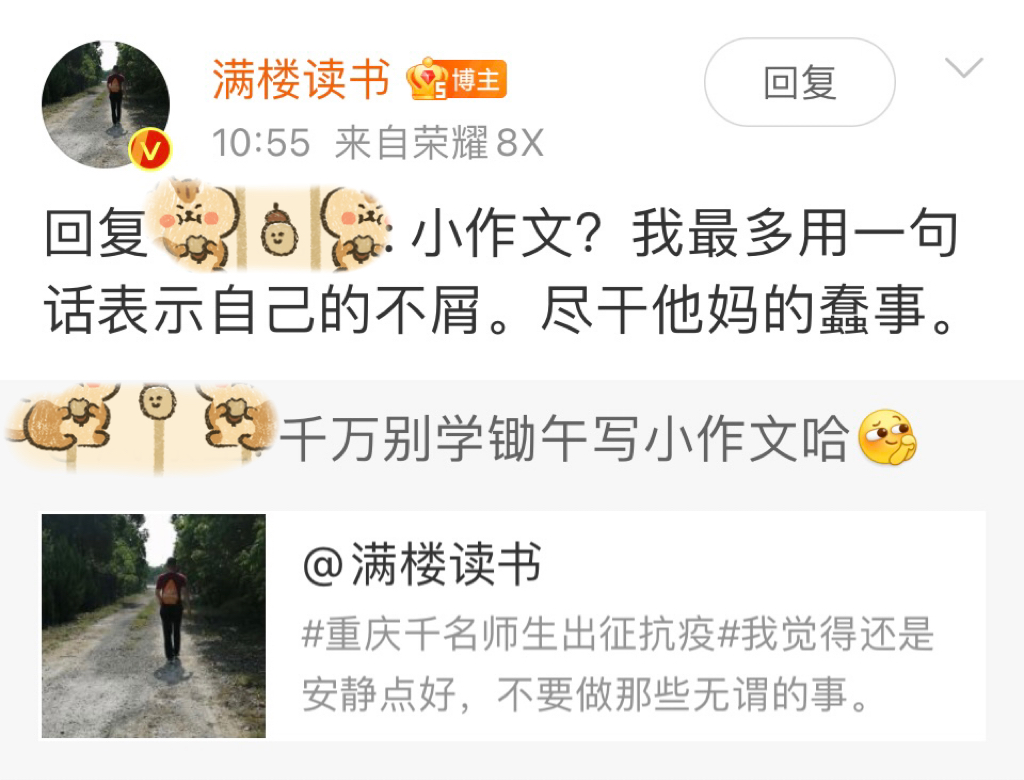 满楼读书 5 博主
回复
10:55 来自荣耀8X
回复 : 小作文？我最多用一句
话表示自己的不屑。尽干他妈的蠢事。
千万别学锄午写小作文哈
@满楼读书
#重庆千名师生出征抗疫#我觉得还是
安静点好，不要做那些无谓的事。